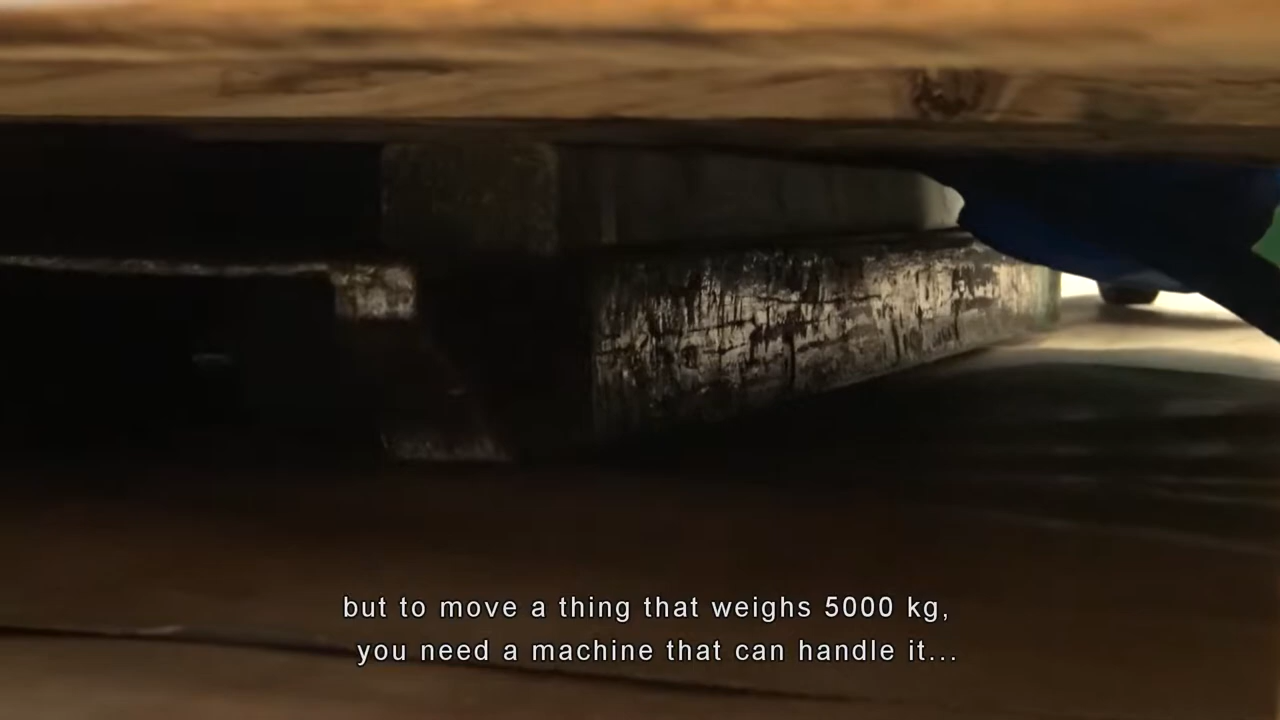 but to move a thing that weighs 5000 kg,
you need a machine that can handle it...